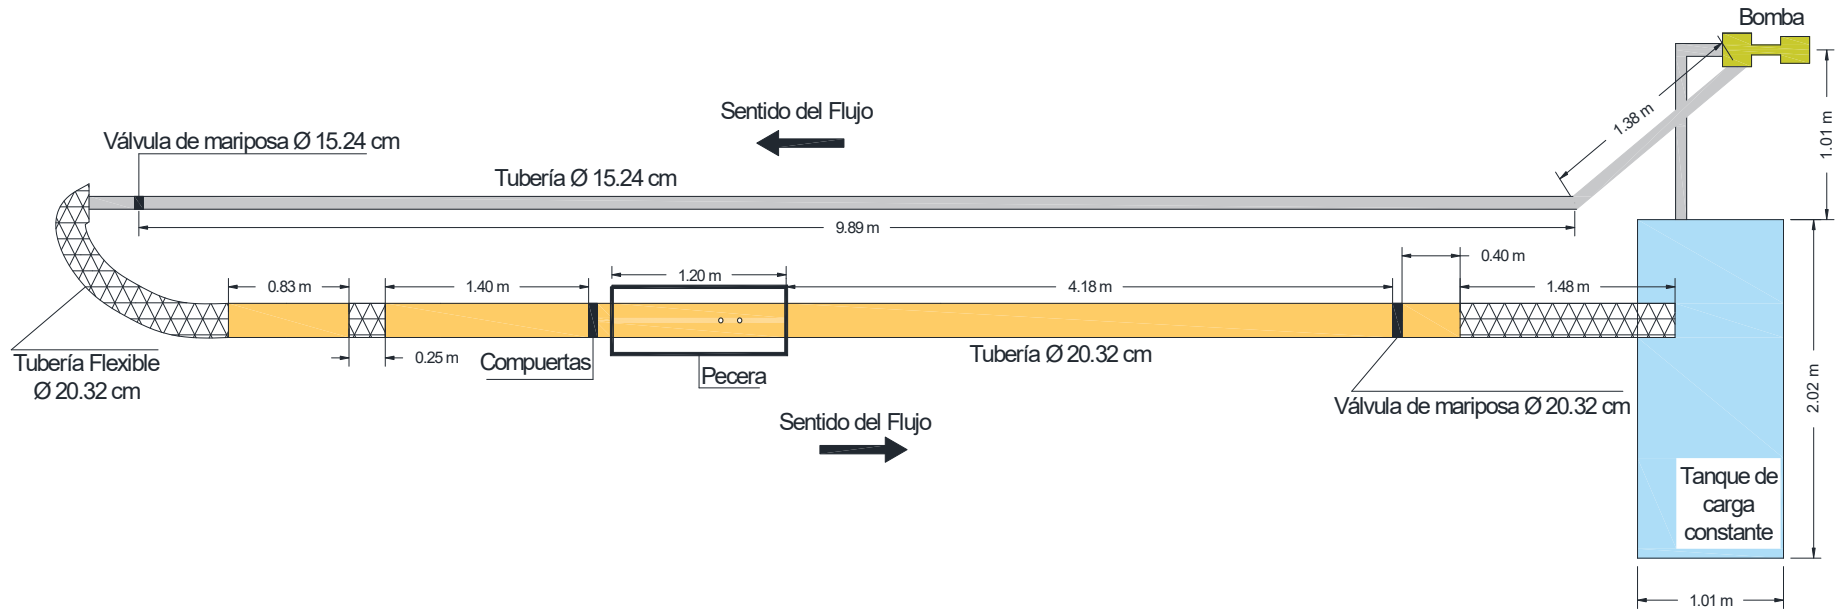 Bomba
Sentido del Flujo
1.38 m
1.01 m
Válvula de mariposa Ø 15.24 cm
Tubería Ø 15.24 cm
9.89 m
0.83 m
1.40 m
1.20 m
4.18 m
0.40 m
1.48 m
Tubería Flexible
Ø 20.32 cm
0.25 m
Compuertas
Pecera
Tubería Ø 20.32 cm
Válvula de mariposa Ø 20.32 cm
2.02 m
Sentido del Flujo
Tanque de
carga
constante
1.01 m